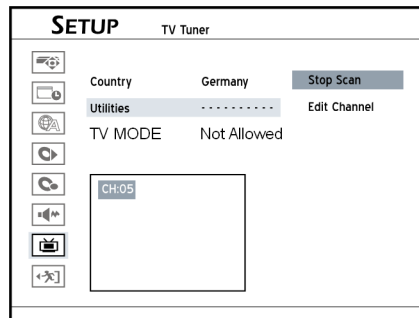 SETUP TV Tuner
Country Germany Stop Scan
Utilities - - - - - - - - - - Edit Channel
TV MODE Not Allowed
CH:05